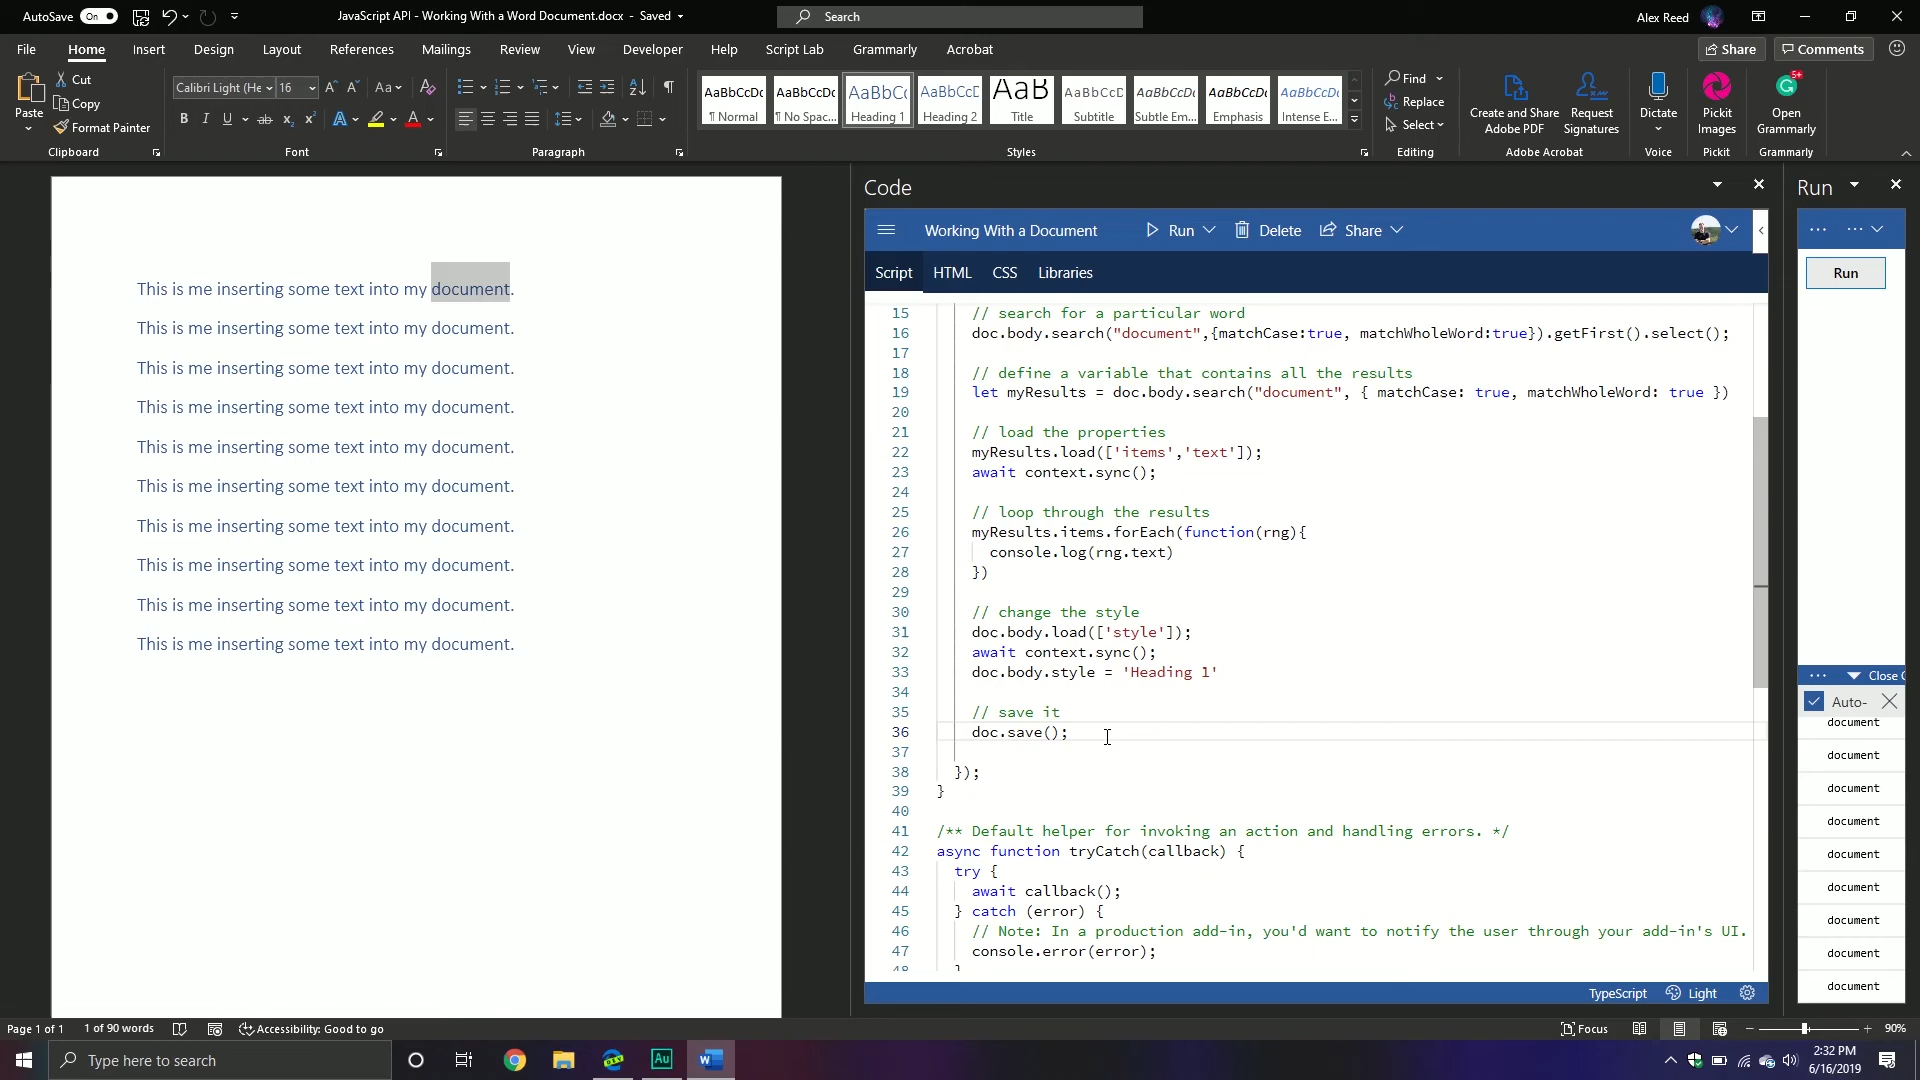 AutoSave On
JavaScript API - Working With a Word Document.docx - Saved
Search
Alex Reed
File Home Insert Design Layout References Mailings Review View Developer Help Script Lab Grammarly Acrobat
Share Comments
Paste
Cut
Copy
Format Painter
Clipboard
Calibri Light (He 16
Font
Paragraph
AaBbCcDc ¶ Normal
AaBbCcDc ¶ No Spac...
AaBbCc Heading 1
AaBbCcD Heading 2
AaB Title
AaBbCcD Subtitle
AaBbCcDc Subtle Em...
AaBbCcDc Emphasis
AaBbCcDc Intense E...
Styles
Find
Replace
Select
Editing
Create and Share Adobe PDF
Request Signatures
Adobe Acrobat
Dictate
Voice
Pickit Images
Pickit
5+
Open Grammarly
Grammarly
This is me inserting some text into my document.
This is me inserting some text into my document.
This is me inserting some text into my document.
This is me inserting some text into my document.
This is me inserting some text into my document.
This is me inserting some text into my document.
This is me inserting some text into my document.
This is me inserting some text into my document.
This is me inserting some text into my document.
This is me inserting some text into my document.
Code
Working With a Document Run Delete Share
Script HTML CSS Libraries
15 // search for a particular word
16 doc.body.search("document",{matchCase:true, matchWholeWord:true}).getFirst().select();
17
18 // define a variable that contains all the results
19 let myResults = doc.body.search("document", { matchCase: true, matchWholeWord: true })
20
21 // load the properties
22 myResults.load(['items','text']);
23 await context.sync();
24
25 // loop through the results
26 myResults.items.forEach(function(rng){
27 console.log(rng.text)
28 })
29
30 // change the style
31 doc.body.load(['style']);
32 await context.sync();
33 doc.body.style = 'Heading 1'
34
35 // save it
36 doc.save();
37
38 });
39 }
40
41 /** Default helper for invoking an action and handling errors. */
42 async function tryCatch(callback) {
43 try {
44 await callback();
45 } catch (error) {
46 // Note: In a production add-in, you'd want to notify the user through your add-in's UI.
47 console.error(error);
48 }
TypeScript Light
Run
Run
Close
Auto-
document
document
document
document
document
document
document
document
document
Page 1 of 1 1 of 90 words Accessibility: Good to go
Focus 90%
Type here to search
Au
2:32 PM
6/16/2019